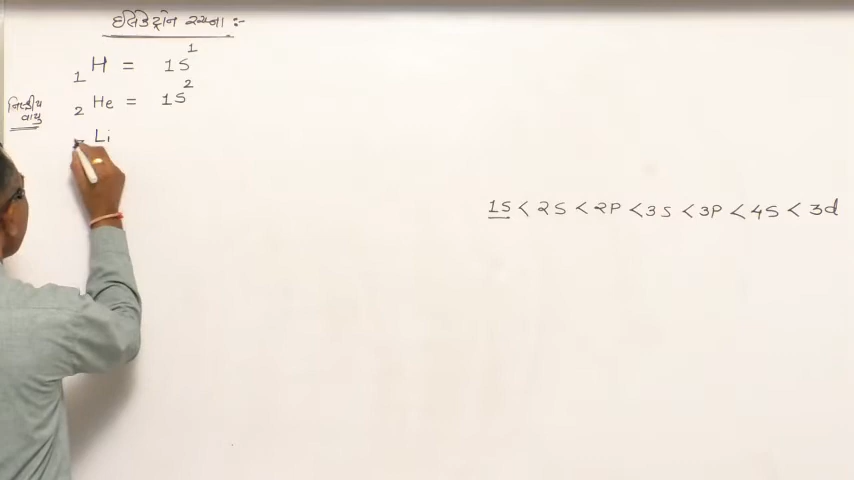 ઇલેક્ટ્રોન રચના :-
₁H = 1S¹
નિષ્ક્રીય વાયુ
₂He = 1S²
Li
1S < 2S < 2P < 3S < 3P < 4S < 3d